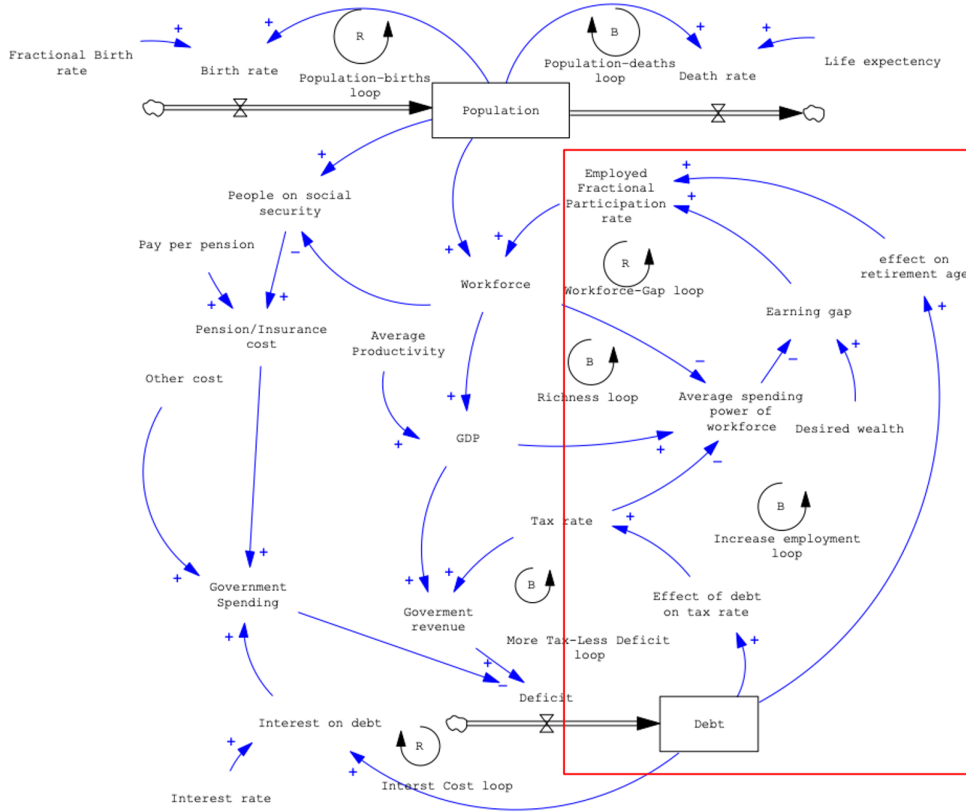 Fractional Birth
rate
Birth rate
R
Population-births
loop
B
Population-deaths
loop
Death rate
Life expectency
Population
People on social
security
Employed
Fractional
Participation
rate
Pay per pension
Workforce
R
Workforce-Gap loop
effect on
retirement age
Pension/Insurance
cost
Average
Productivity
Earning gap
Other cost
B
Richness loop
Average spending
power of
workforce
Desired wealth
GDP
Tax rate
B
Increase employment
loop
Government
Spending
Goverment
revenue
B
More Tax-Less Deficit
loop
Effect of debt
on tax rate
Deficit
Debt
Interest on debt
R
Interst Cost loop
Interest rate